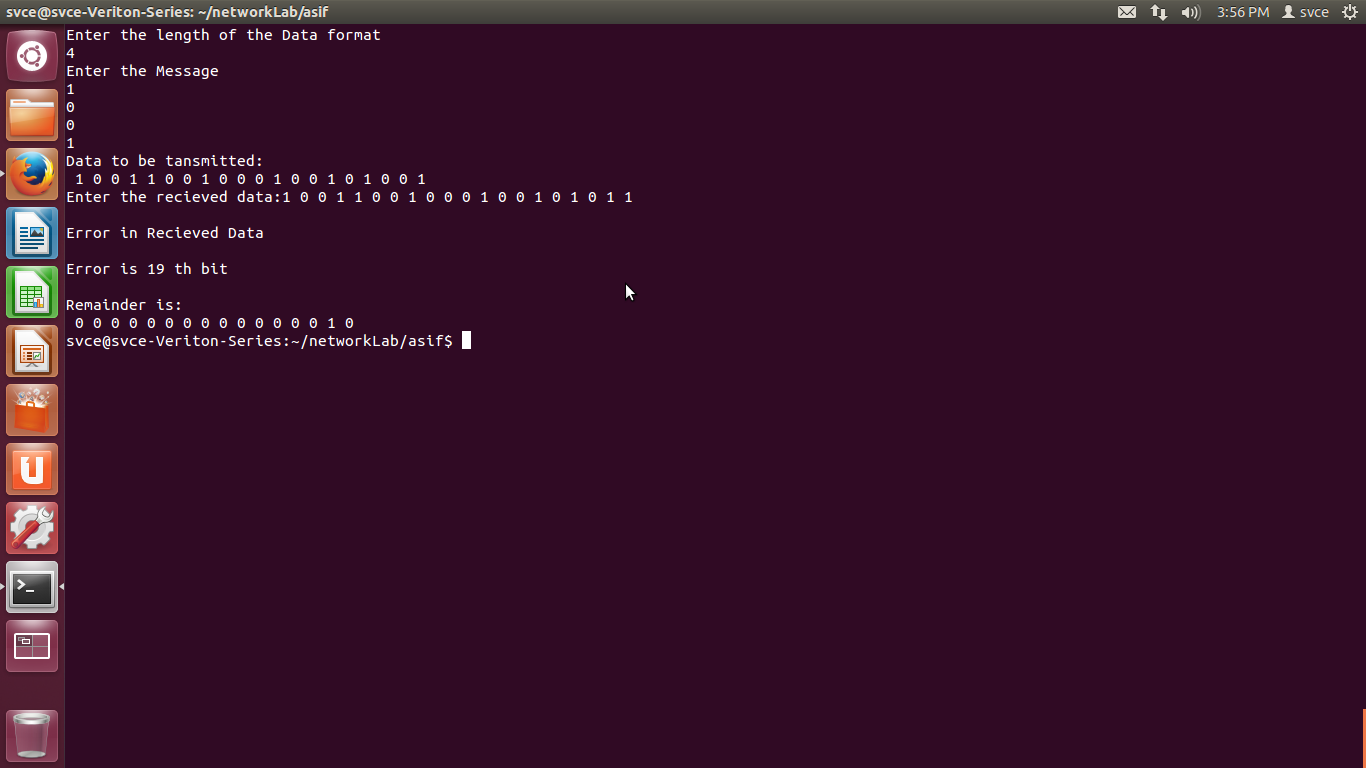 svce@svce-Veriton-Series: ~/networkLab/asif
3:56 PM
svce
Enter the length of the Data format
4
Enter the Message
1
0
0
1
Data to be tansmitted:
1 0 0 1 1 0 0 1 0 0 0 1 0 0 1 0 1 0 0 1
Enter the recieved data:1 0 0 1 1 0 0 1 0 0 0 1 0 0 1 0 1 0 1 1
Error in Recieved Data
Error is 19 th bit
Remainder is:
0 0 0 0 0 0 0 0 0 0 0 0 0 0 1 0
svce@svce-Veriton-Series:~/networkLab/asif$